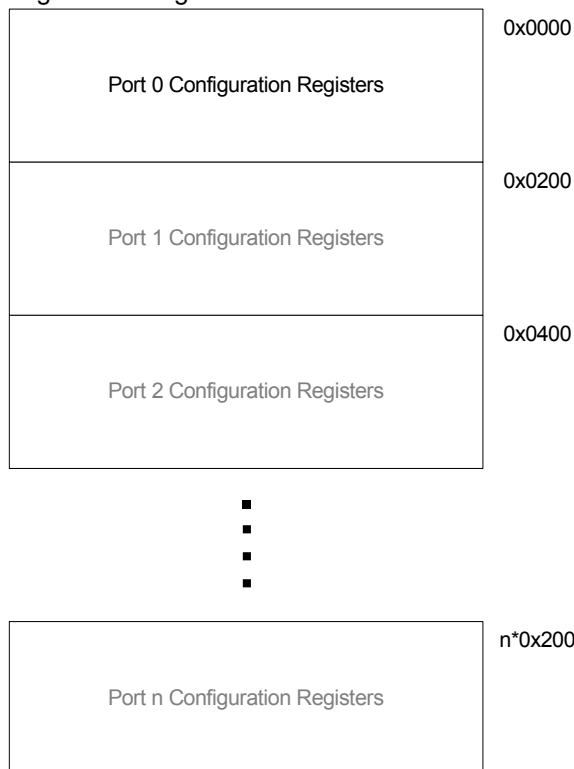 0x0000
Port 0 Configuration Registers
0x0200
Port 1 Configuration Registers
0x0400
Port 2 Configuration Registers
n*0x200
Port n Configuration Registers